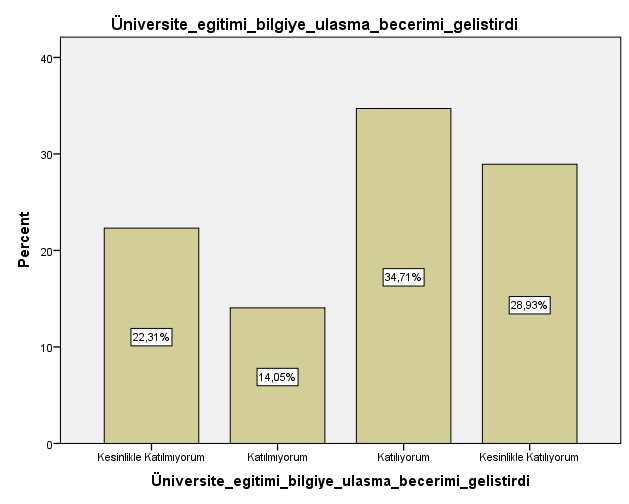 Üniversite_egitimi_bilgiye_ulasma_becerimi_gelistirdi
40
30
20
10
0
Percent
22,31%
14,05%
34,71%
28,93%
Kesinlikle Katılmıyorum
Katılmıyorum
Katılıyorum
Kesinlikle Katılıyorum
Üniversite_egitimi_bilgiye_ulasma_becerimi_gelistirdi